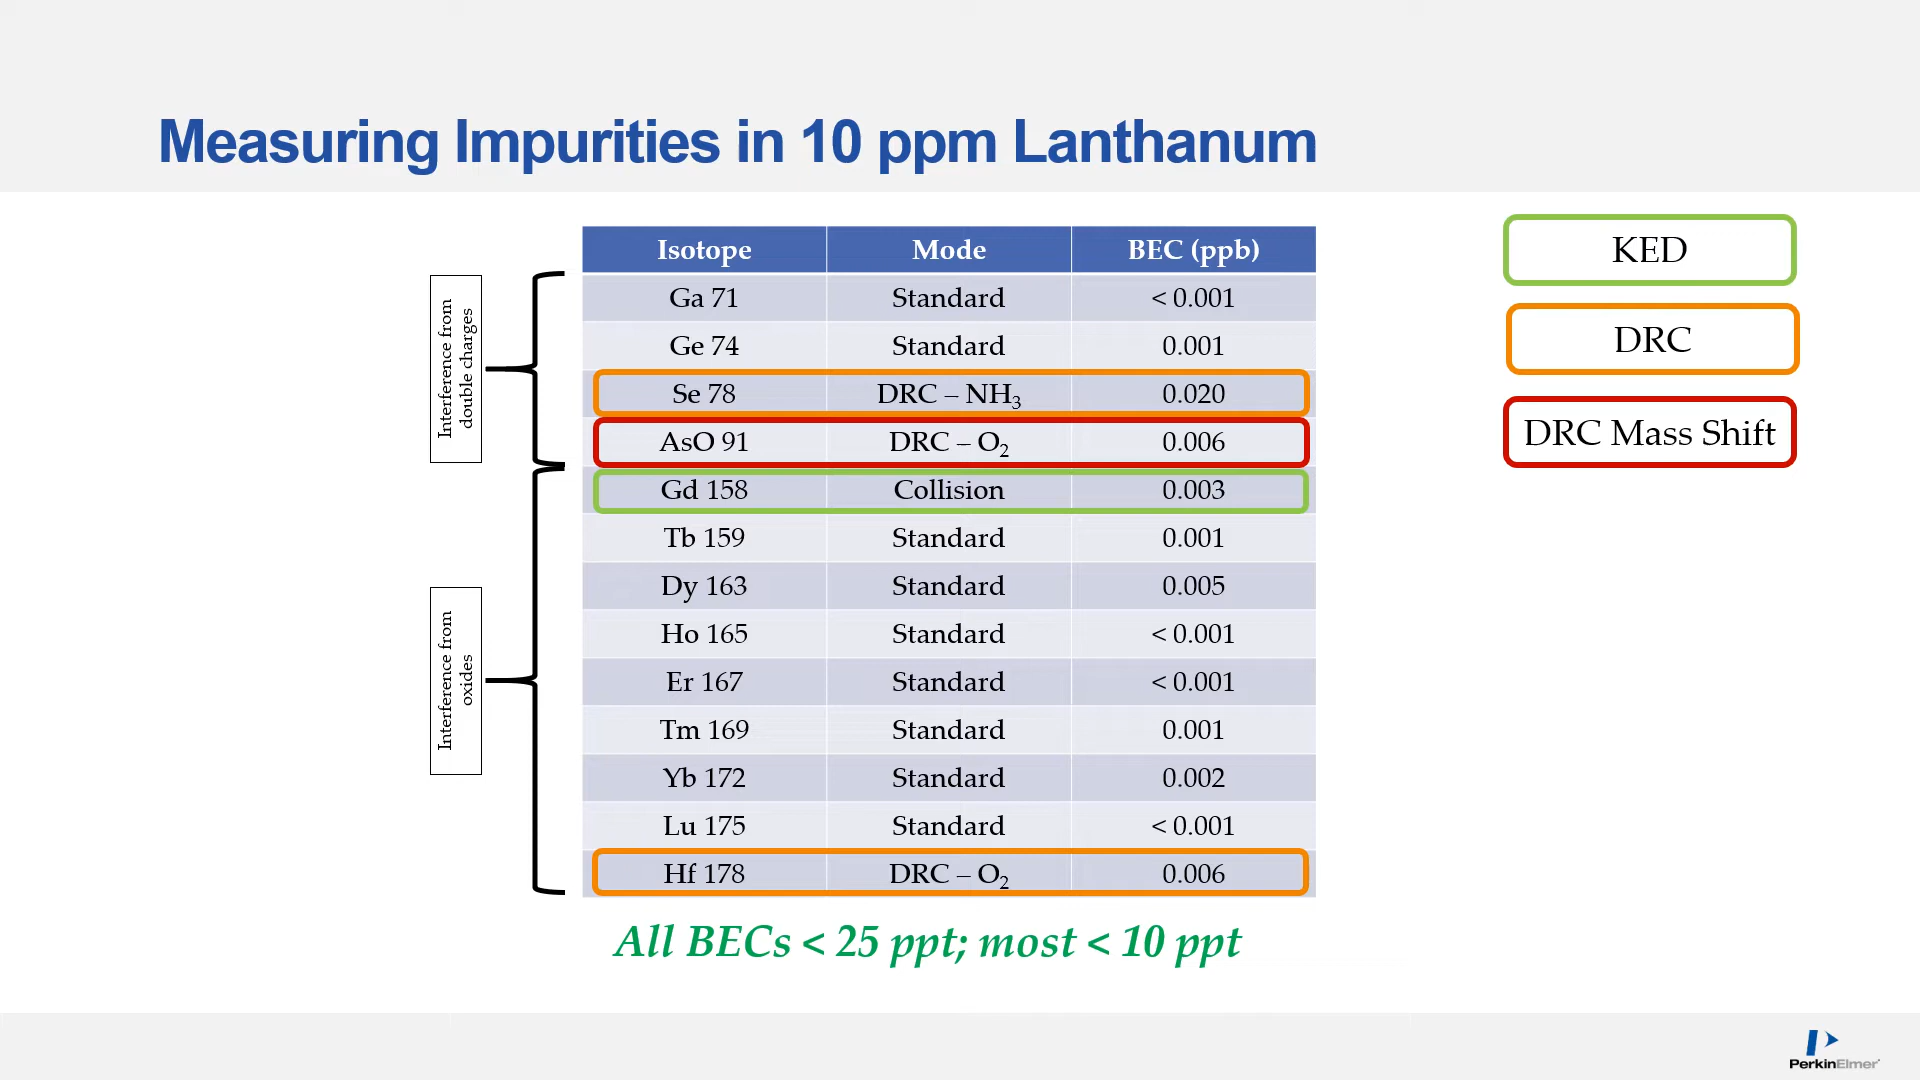 Measuring Impurities in 10 ppm Lanthanum
Isotope Mode BEC (ppb)
Ga 71 Standard < 0.001
Ge 74 Standard 0.001
Se 78 DRC – NH₃ 0.020
AsO 91 DRC – O₂ 0.006
Gd 158 Collision 0.003
Tb 159 Standard 0.001
Dy 163 Standard 0.005
Ho 165 Standard < 0.001
Er 167 Standard < 0.001
Tm 169 Standard 0.001
Yb 172 Standard 0.002
Lu 175 Standard < 0.001
Hf 178 DRC – O₂ 0.006
Interference from
double charges
Interference from
oxides
KED
DRC
DRC Mass Shift
All BECs < 25 ppt; most < 10 ppt
PerkinElmer